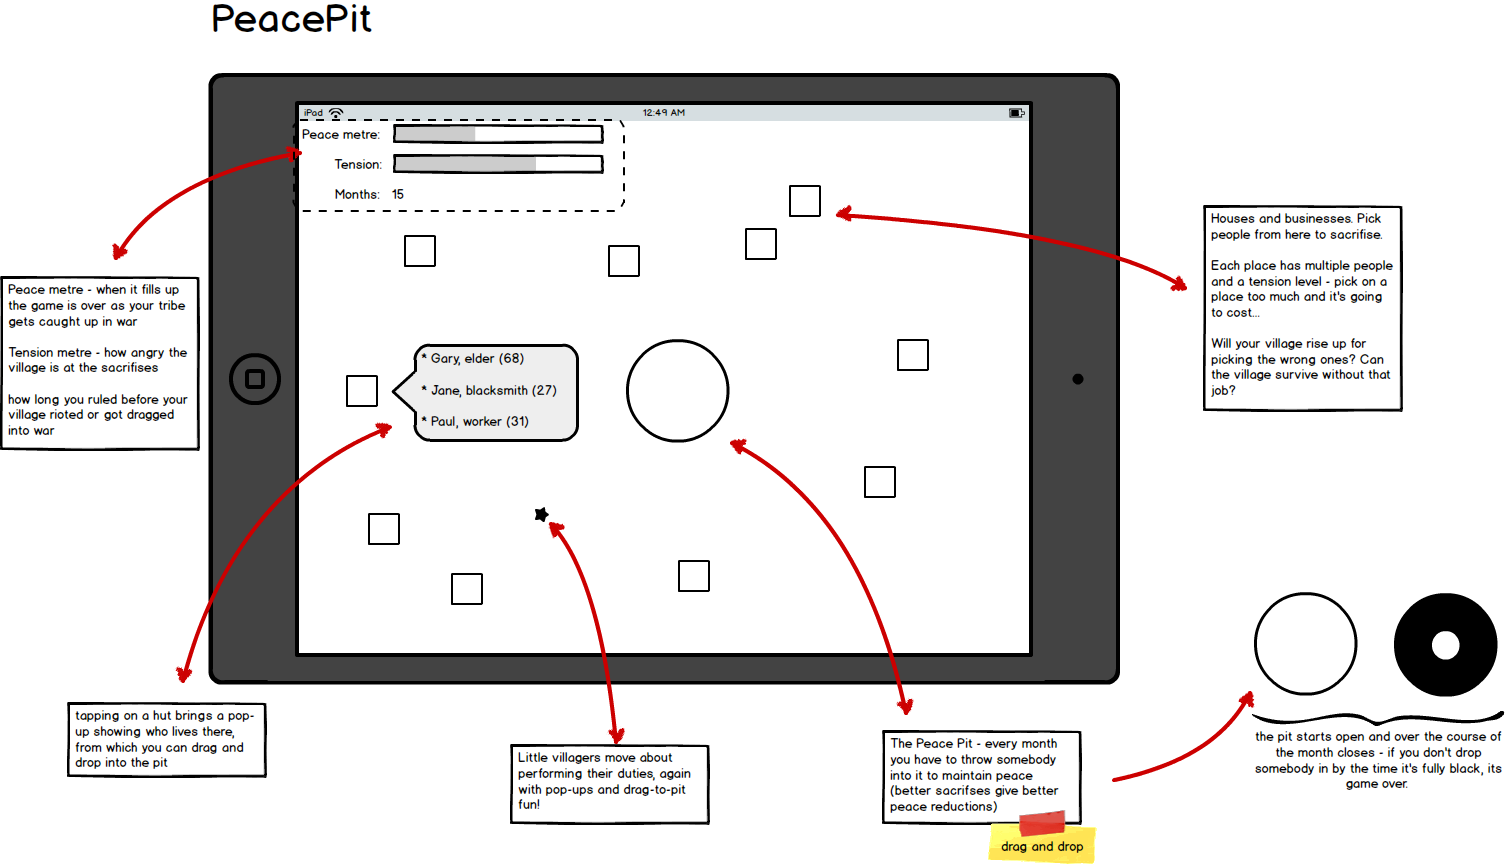 PeacePit
iPad
12:49 AM
Peace metre:
Tension:
Months: 15
Peace metre - when it fills up
the game is over as your tribe
gets caught up in war
Tension metre - how angry the
village is at the sacrifises
how long you ruled before your
village rioted or got dragged
into war
Houses and businesses. Pick
people from here to sacrifise.
Each place has multiple people
and a tension level - pick on a
place too much and it's going
to cost...
Will your village rise up for
picking the wrong ones? Can
the village survive without that
job?
* Gary, elder (68)
* Jane, blacksmith (27)
* Paul, worker (31)
tapping on a hut brings a pop-
up showing who lives there,
from which you can drag and
drop into the pit
Little villagers move about
performing their duties, again
with pop-ups and drag-to-pit
fun!
The Peace Pit - every month
you have to throw somebody
into it to maintain peace
(better sacrifses give better
peace reductions)
drag and drop
the pit starts open and over the course of
the month closes - if you don't drop
somebody in by the time it's fully black, its
game over.